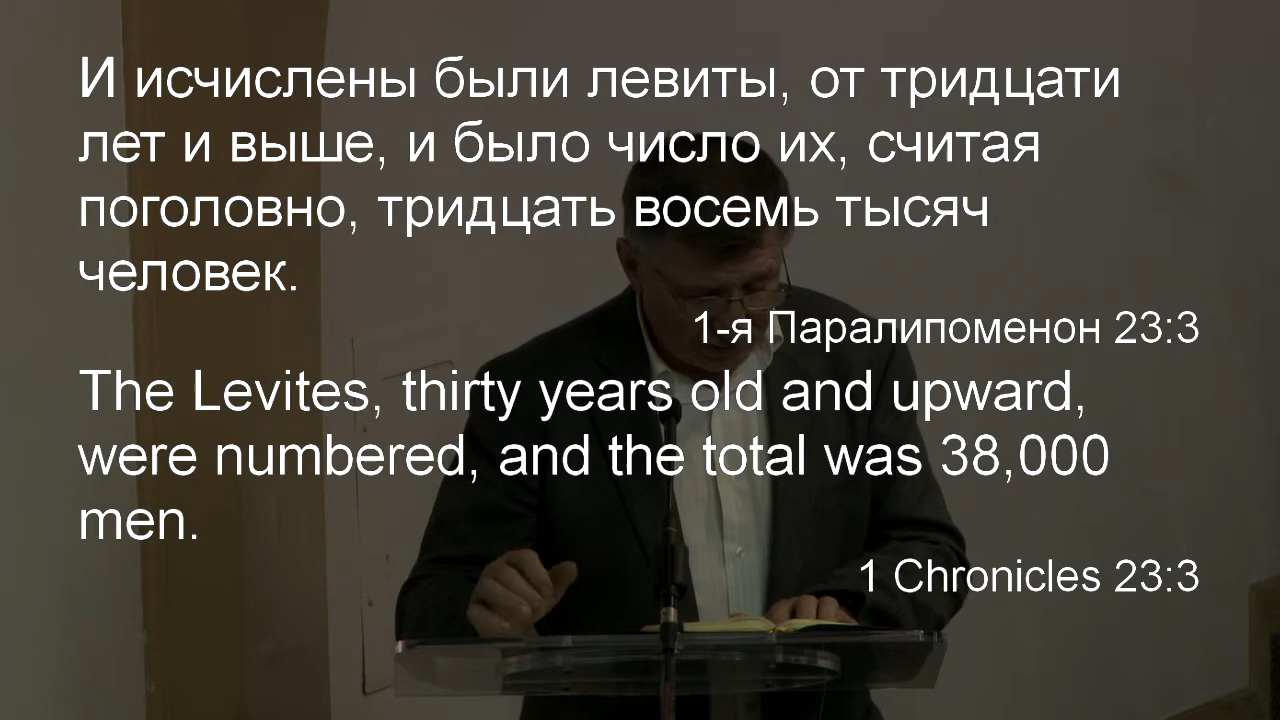 И исчислены были левиты, от тридцати
лет и выше, и было число их, считая
поголовно, тридцать восемь тысяч
человек.
1-я Паралипоменон 23:3
The Levites, thirty years old and upward,
were numbered, and the total was 38,000
men.
1 Chronicles 23:3